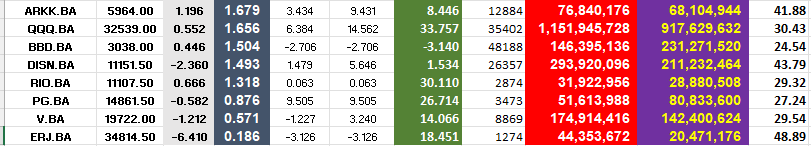 ARKK.BA 5964.00 1.196 1.679 3.434 9.431 8.446 12884 76,840,176 68,104,944 41.88
QQQ.BA 32539.00 0.552 1.656 6.384 14.562 33.757 35402 1,151,945,728 917,629,632 30.43
BBD.BA 3038.00 0.446 1.504 -2.706 -2.706 -3.140 48188 146,395,136 231,271,520 24.54
DISN.BA 11151.50 -2.360 1.493 1.479 5.646 1.534 26357 293,920,096 211,232,464 43.79
RIO.BA 11107.50 0.666 1.318 0.063 0.063 30.110 2874 31,922,956 28,880,508 29.32
PG.BA 14861.50 -0.582 0.876 9.505 9.505 26.714 3473 51,613,988 80,833,600 27.24
V.BA 19722.00 -1.212 0.571 -1.227 3.240 14.066 8869 174,914,416 142,400,624 29.54
ERJ.BA 34814.50 -6.410 0.186 -3.126 -3.126 18.451 1274 44,353,672 20,471,176 48.89